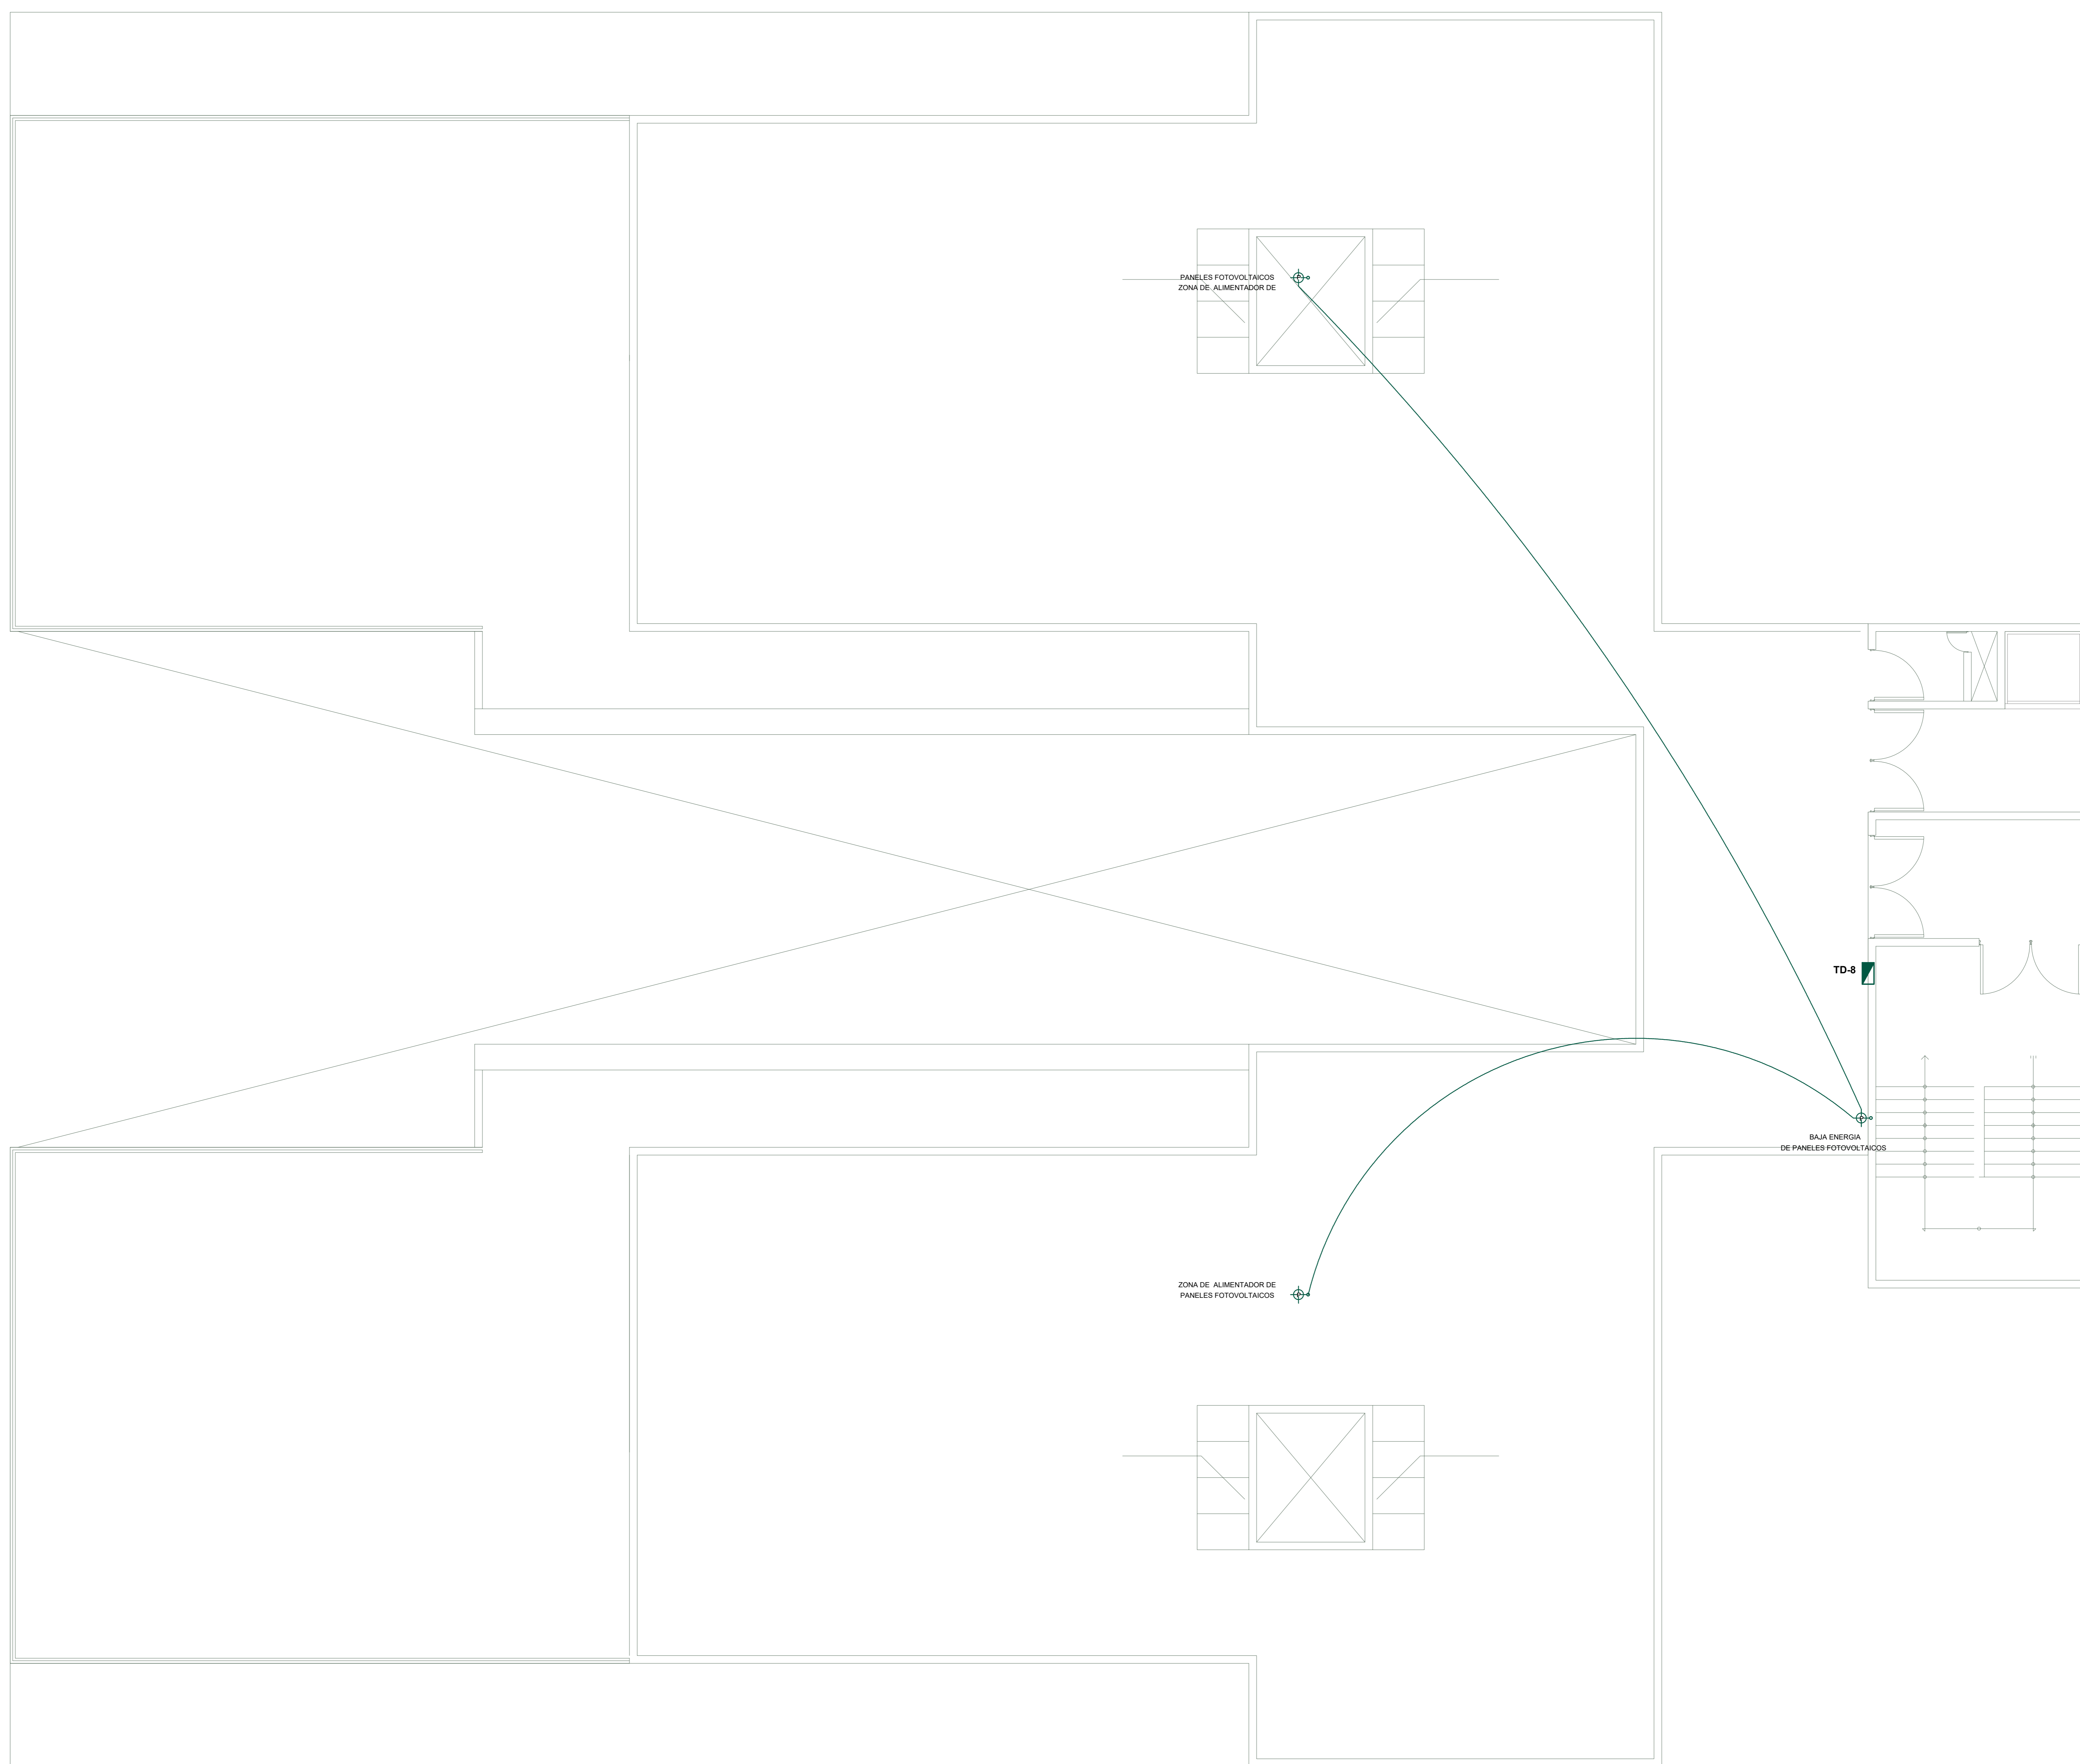 PANELES FOTOVOLTAICOS
ZONA DE ALIMENTADOR DE
TD-8
BAJA ENERGIA
DE PANELES FOTOVOLTAICOS
ZONA DE ALIMENTADOR DE
PANELES FOTOVOLTAICOS